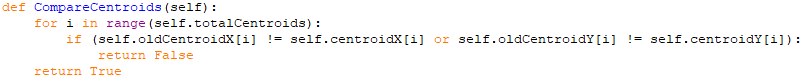 def CompareCentroids(self):
    for i in range(self.totalCentroids):
        if (self.oldCentroidX[i] != self.centroidX[i] or self.oldCentroidY[i] != self.centroidY[i]):
            return False
    return True